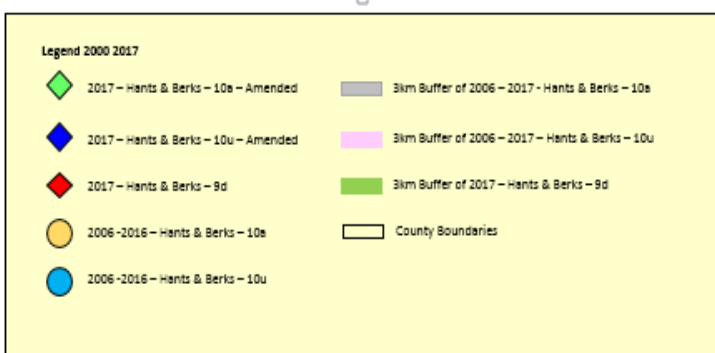 Legend 2000 2017
2017 – Hants & Berks – 10a – Amended
2017 – Hants & Berks – 10u – Amended
2017 – Hants & Berks – 9d
2006 -2016 – Hants & Berks – 10a
2006 -2016 – Hants & Berks – 10u
3km Buffer of 2006 – 2017 - Hants & Berks – 10a
3km Buffer of 2006 – 2017 – Hants & Berks – 10u
3km Buffer of 2017 – Hants & Berks – 9d
County Boundaries